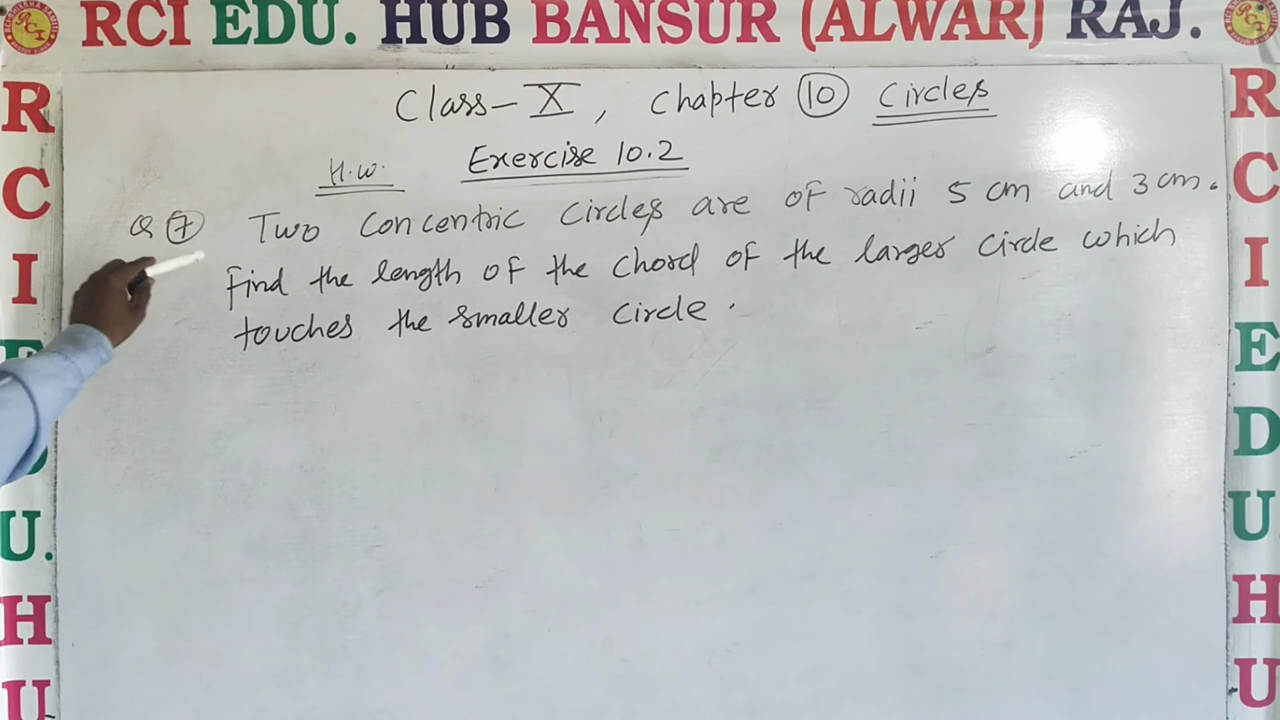 RCI EDU. HUB BANSUR (ALWAR) RAJ.
R
C
I
E
D
U.
H
U
Class-X, Chapter 10 Circles
H.W. Exercise 10.2
Q 7 Two Concentric Circles are of radii 5 cm and 3 cm.
Find the length of the Chord of the larger circle which
touches the smaller circle.
R
C
I
E
D
U
H
U